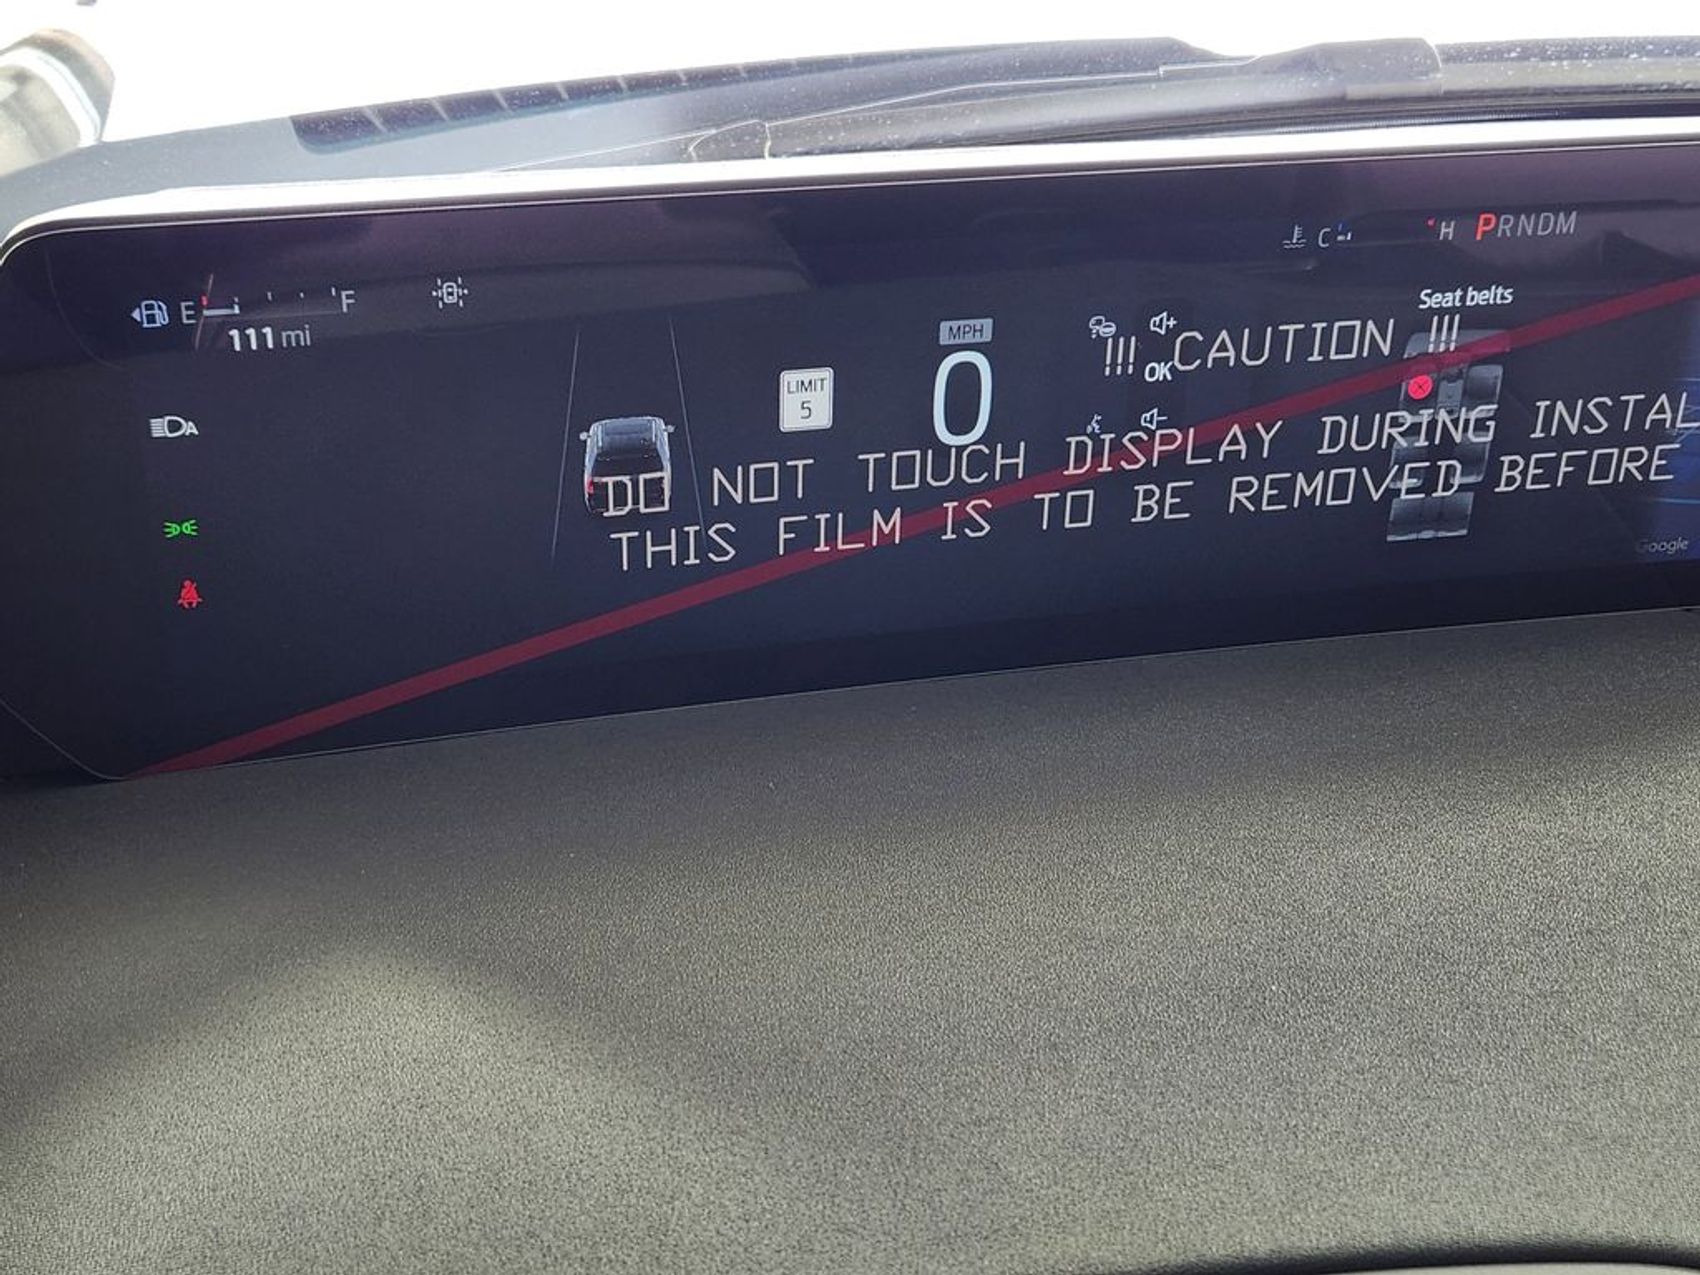 C H PRNDM
E F
111 mi
Seat belts
MPH
0
LIMIT
5
OK
!!! CAUTION !!!
DO NOT TOUCH DISPLAY DURING INSTAL
THIS FILM IS TO BE REMOVED BEFORE
A
Google